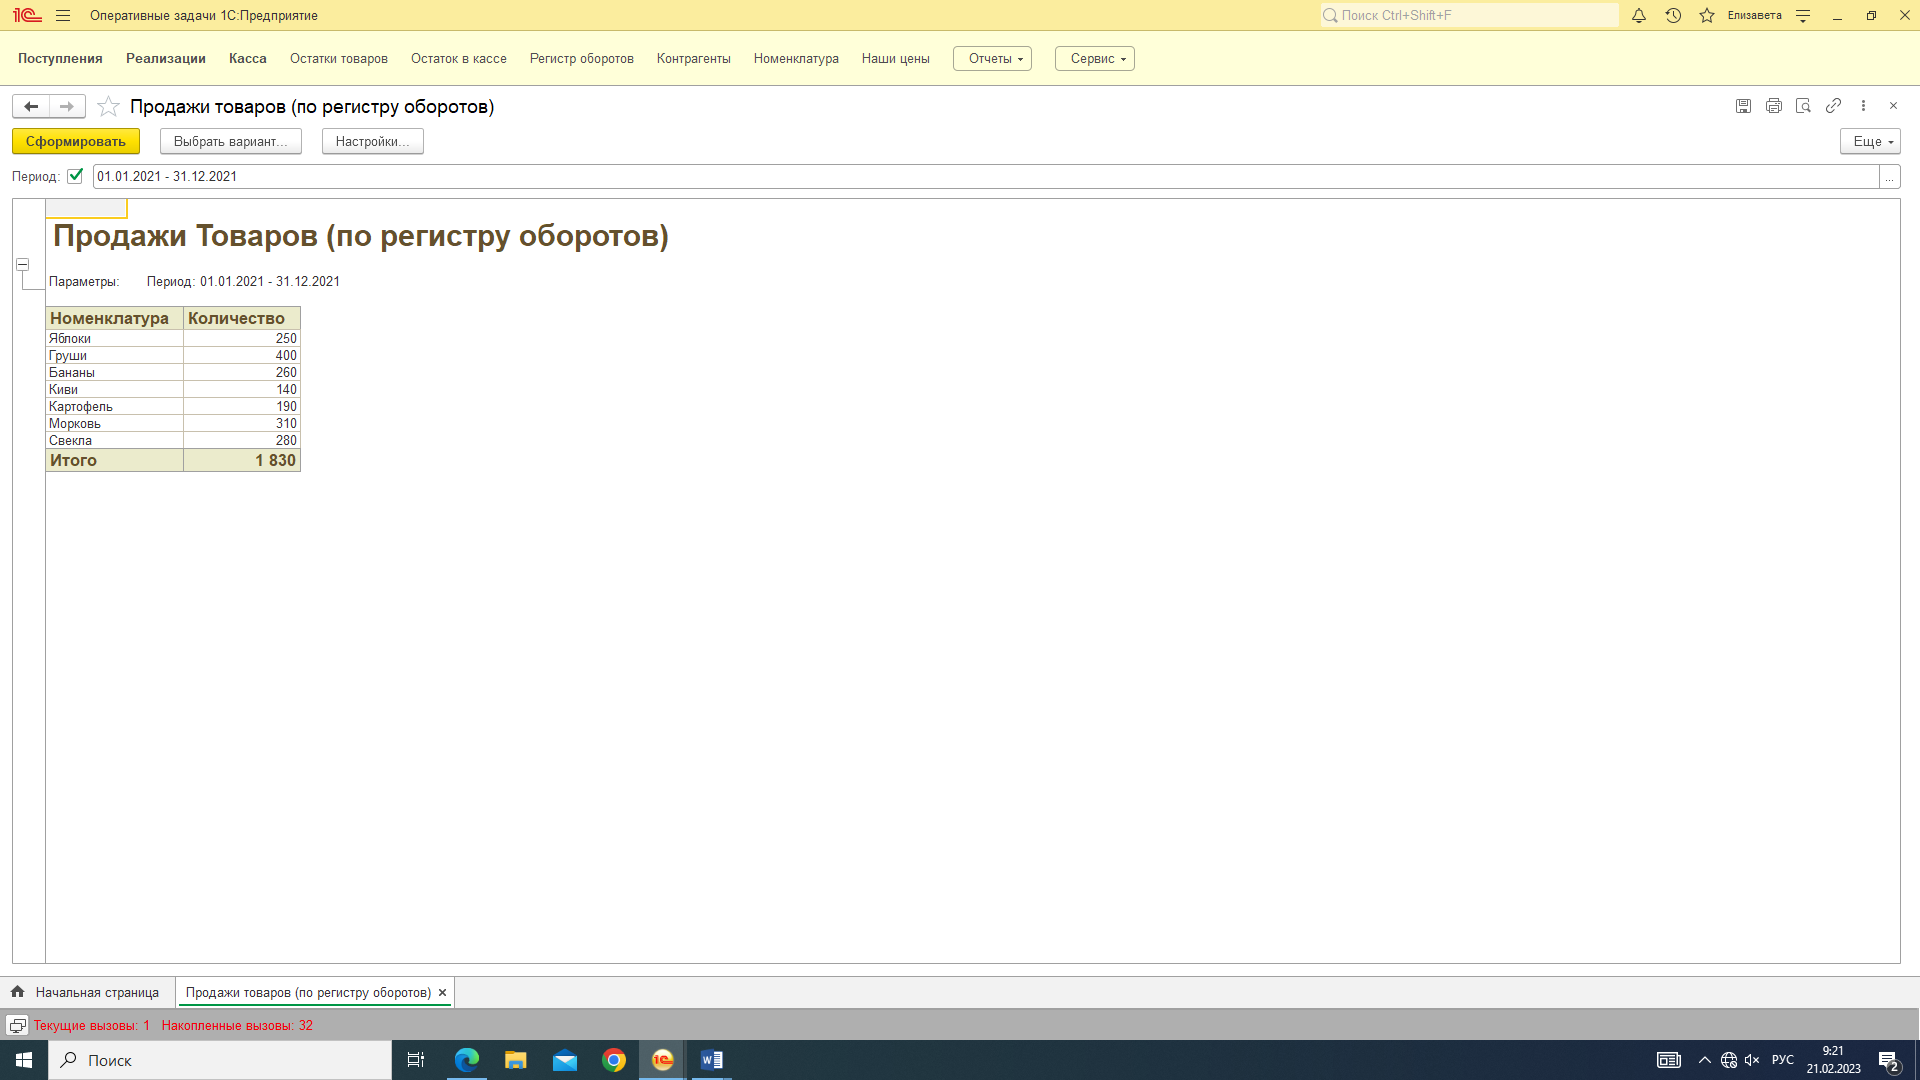 1С Оперативные задачи 1С:Предприятие Поиск Ctrl+Shift+F Елизавета
Поступления Реализации Касса Остатки товаров Остаток в кассе Регистр оборотов Контрагенты Номенклатура Наши цены Отчеты Сервис
Продажи товаров (по регистру оборотов)
Сформировать Выбрать вариант... Настройки... Еще
Период: 01.01.2021 - 31.12.2021 ...
Продажи Товаров (по регистру оборотов)
Параметры: Период: 01.01.2021 - 31.12.2021
Номенклатура Количество
Яблоки 250
Груши 400
Бананы 260
Киви 140
Картофель 190
Морковь 310
Свекла 280
Итого 1 830
Начальная страница Продажи товаров (по регистру оборотов)
Текущие вызовы: 1 Накопленные вызовы: 32
Поиск 1С W РУС 9:21
21.02.2023 2